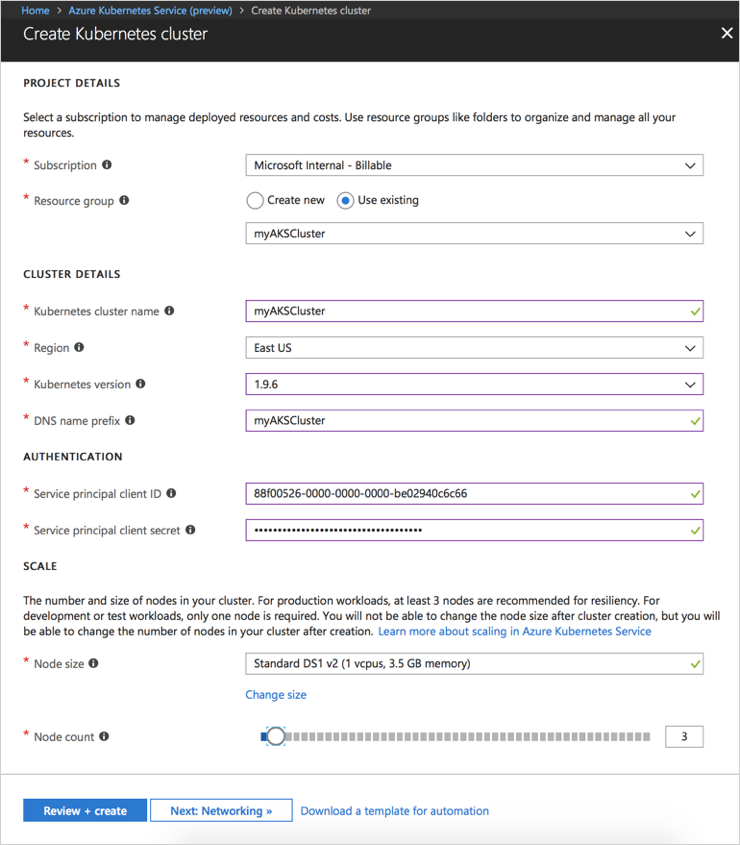 Home > Azure Kubernetes Service (preview) > Create Kubernetes cluster
Create Kubernetes cluster
PROJECT DETAILS
Select a subscription to manage deployed resources and costs. Use resource groups like folders to organize and manage all your
resources.
* Subscription
Microsoft Internal - Billable
* Resource group
Create new
Use existing
myAKSCluster
CLUSTER DETAILS
* Kubernetes cluster name
myAKSCluster
* Region
East US
* Kubernetes version
1.9.6
* DNS name prefix
myAKSCluster
AUTHENTICATION
* Service principal client ID
88f00526-0000-0000-0000-be02940c6c66
* Service principal client secret
••••••••••••••••••••••••••••••••••••
SCALE
The number and size of nodes in your cluster. For production workloads, at least 3 nodes are recommended for resiliency. For
development or test workloads, only one node is required. You will not be able to change the node size after cluster creation, but you will
be able to change the number of nodes in your cluster after creation. Learn more about scaling in Azure Kubernetes Service
* Node size
Standard DS1 v2 (1 vcpus, 3.5 GB memory)
Change size
* Node count
3
Review + create
Next: Networking »
Download a template for automation